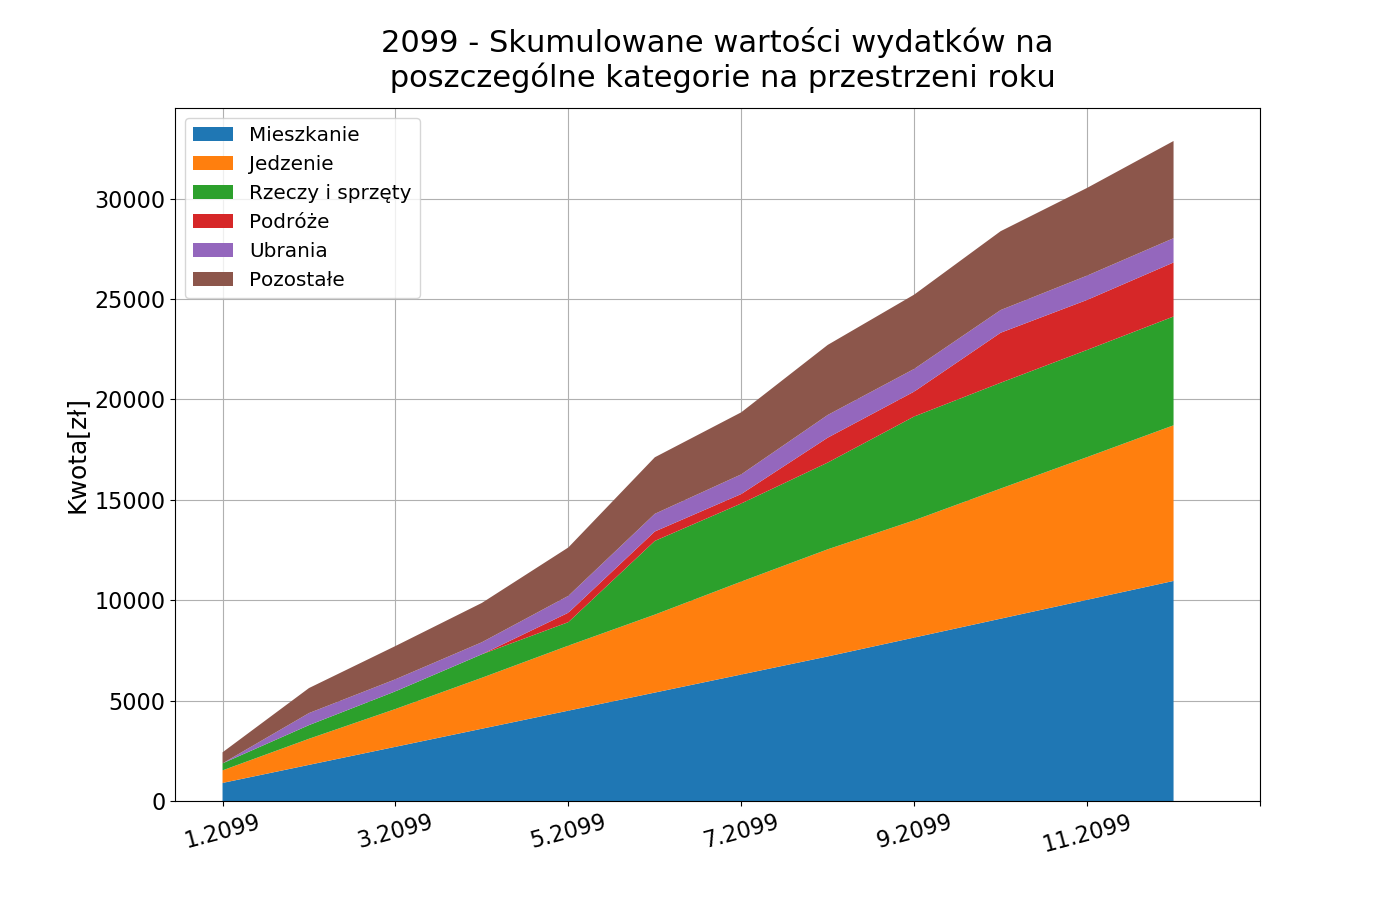 2099 - Skumulowane wartości wydatków na
poszczególne kategorie na przestrzeni roku
Mieszkanie
Jedzenie
Rzeczy i sprzęty
Podróże
Ubrania
Pozostałe
Kwota[zł]
30000
25000
20000
15000
10000
5000
0
1.2099
3.2099
5.2099
7.2099
9.2099
11.2099